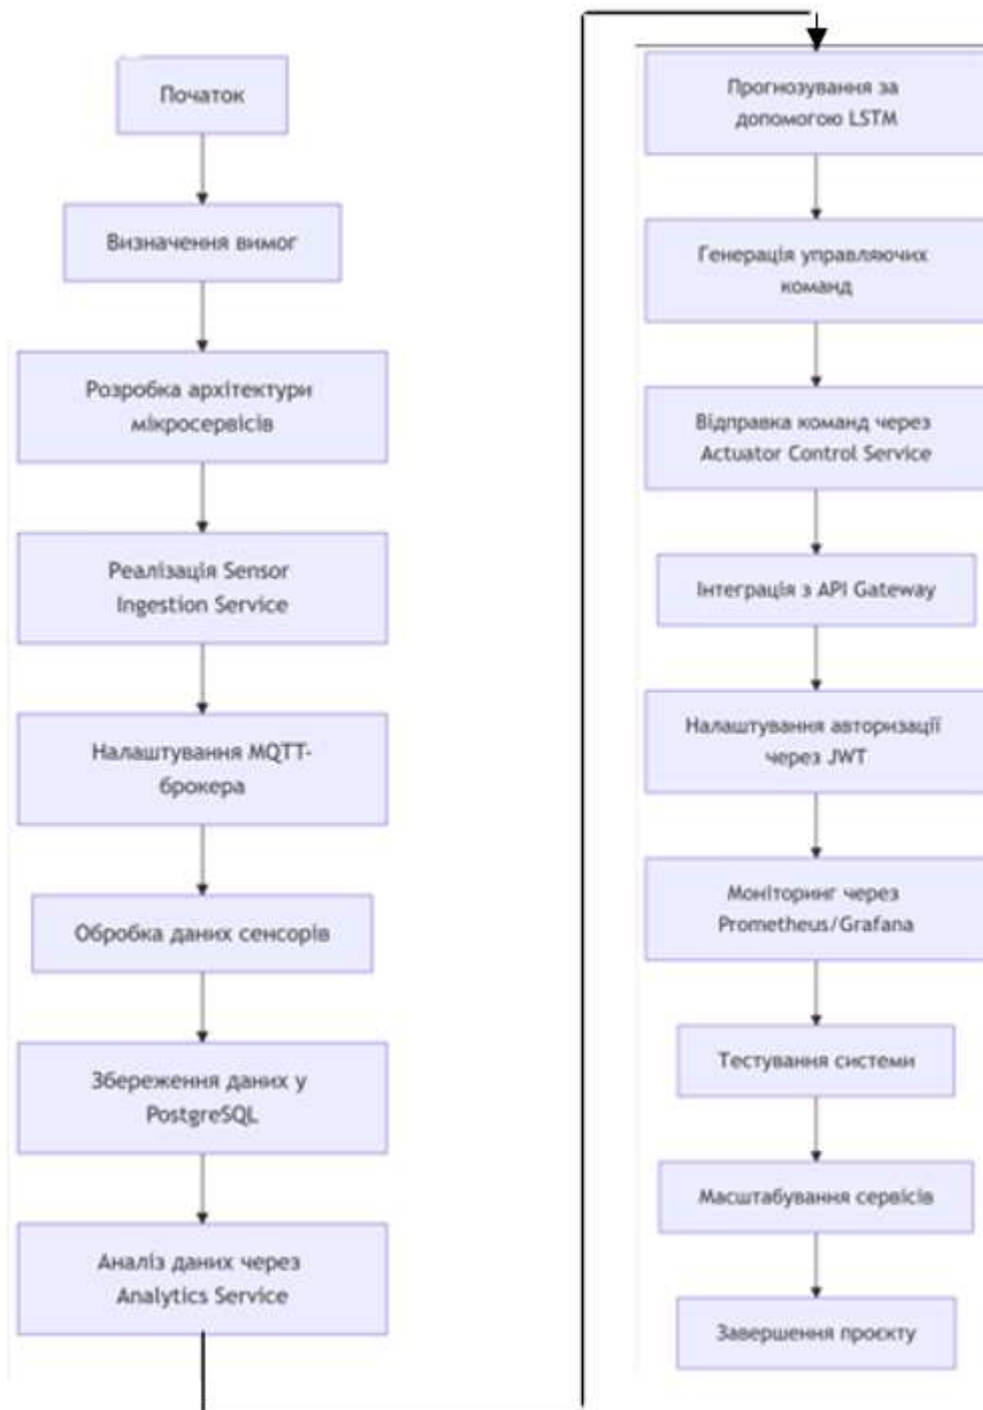 Початок
Визначення вимог
Розробка архітектури
мікросервісів
Реалізація Sensor
Ingestion Service
Налаштування MQTT-
брокера
Обробка даних сенсорів
Збереження даних у
PostgreSQL
Аналіз даних через
Analytics Service
Прогнозування за
допомогою LSTM
Генерація управляючих
команд
Відправка команд через
Actuator Control Service
Інтеграція з API Gateway
Налаштування авторизації
через JWT
Моніторинг через
Prometheus/Grafana
Тестування системи
Масштабування сервісів
Завершення проєкту